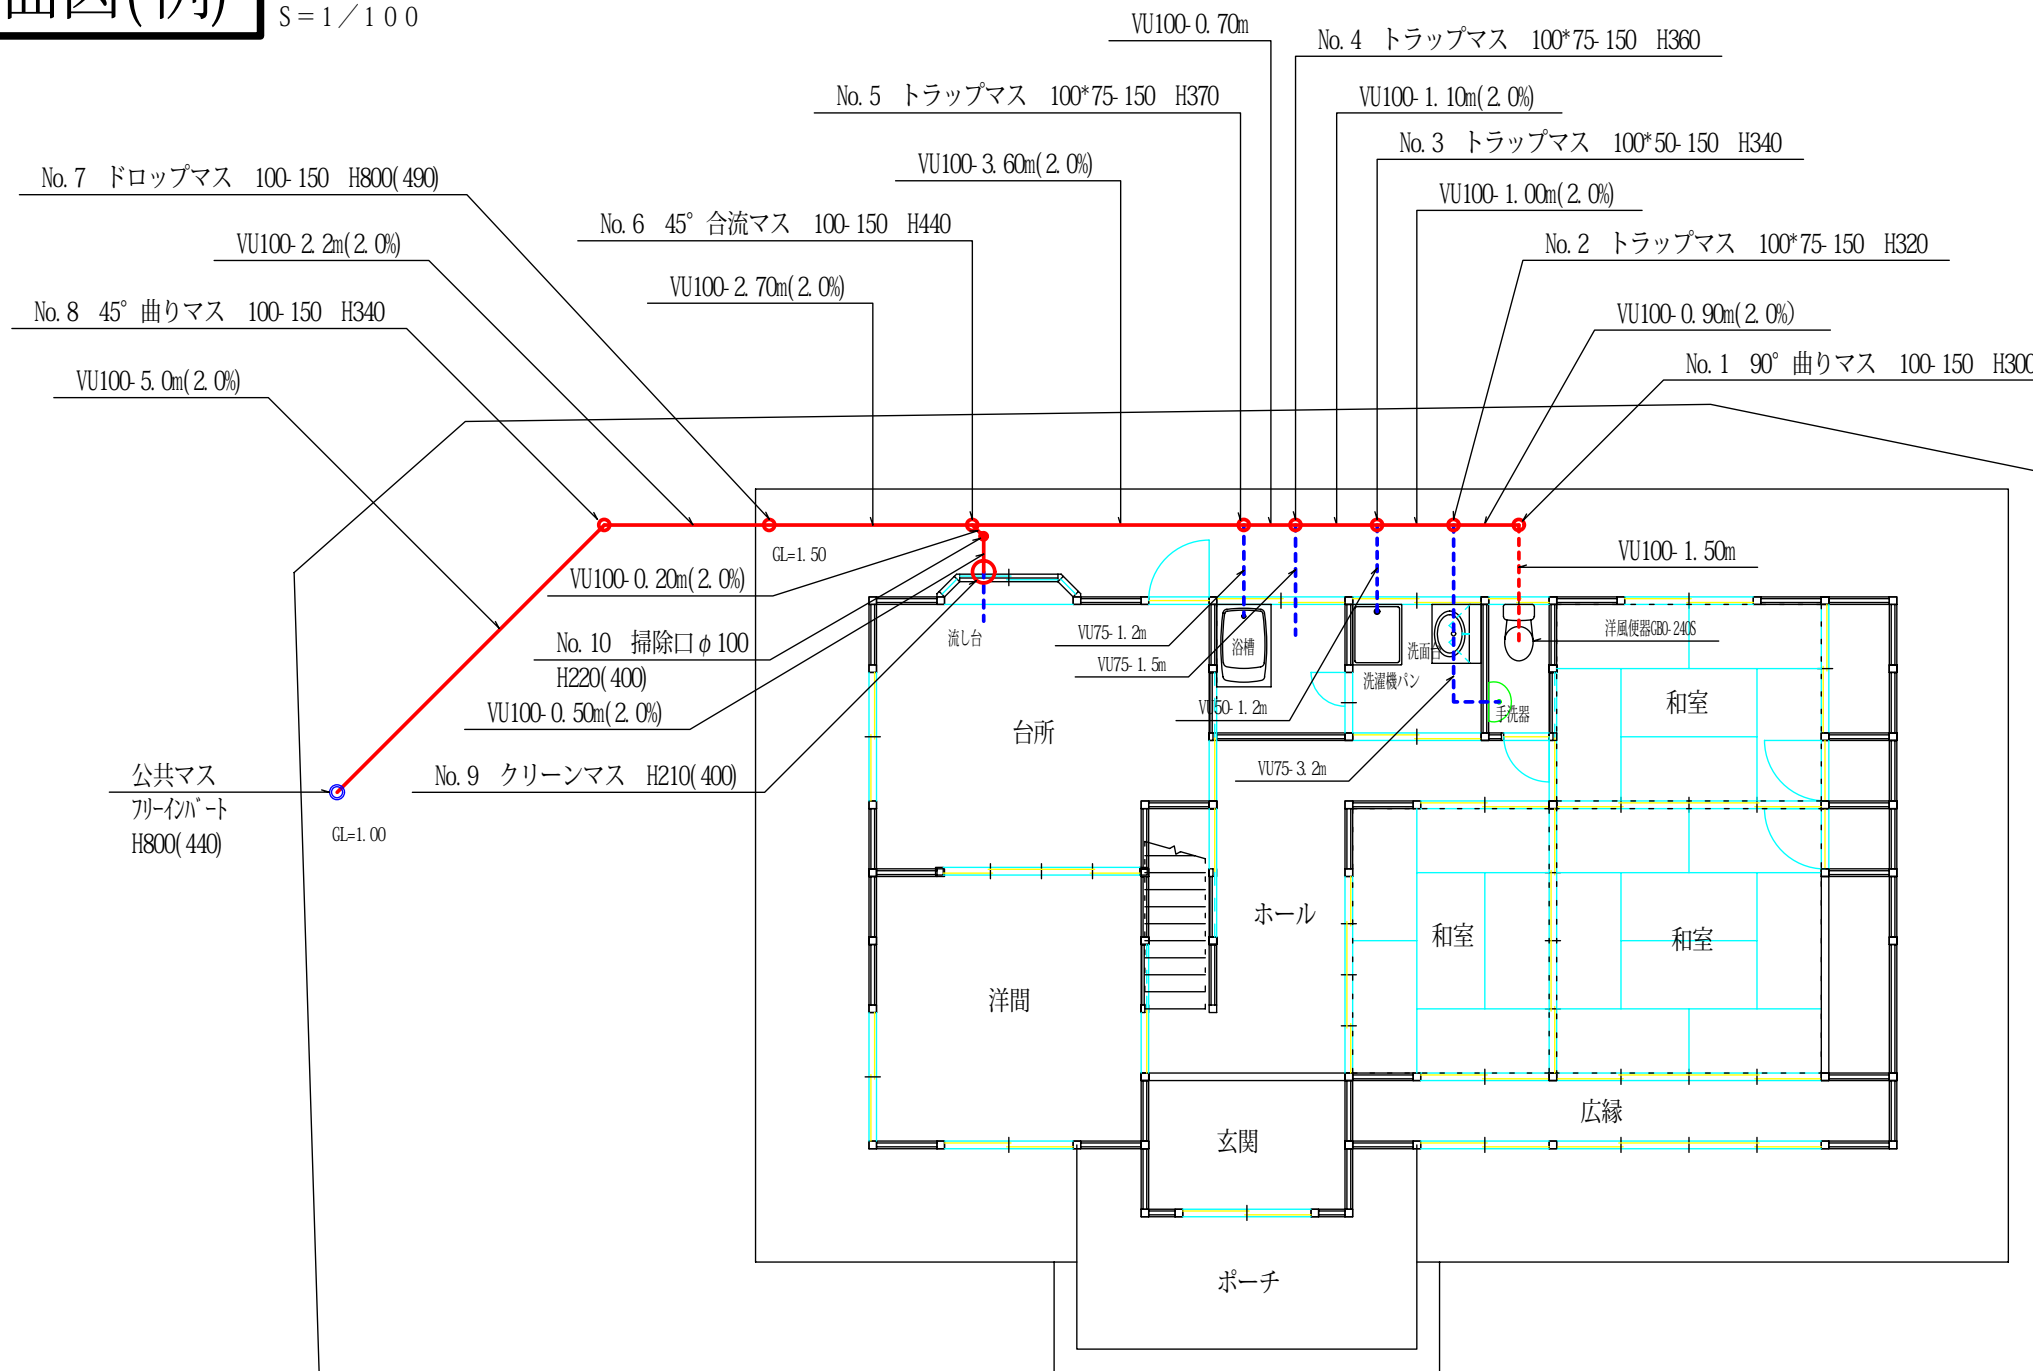 面図(例)
S=1/100
VU100-0.70m
No.4 トラップマス 100*75-150 H360
No.5 トラップマス 100*75-150 H370
VU100-1.10m(2.0%)
No.3 トラップマス 100*50-150 H340
VU100-3.60m(2.0%)
No.7 ドロップマス 100-150 H800(490)
VU100-1.00m(2.0%)
No.6 45°合流マス 100-150 H440
VU100-2.2m(2.0%)
No.2 トラップマス 100*75-150 H320
VU100-2.70m(2.0%)
No.8 45°曲りマス 100-150 H340
VU100-0.90m(2.0%)
No.1 90°曲りマス 100-150 H300
VU100-5.0m(2.0%)
GL=1.50
VU100-1.50m
VU100-0.20m(2.0%)
流し台
VU75-1.2m
浴槽
洗面台
洋風便器GBO-240S
No.10 掃除口φ100
H220(400)
VU75-1.5m
洗濯機パン
VU50-1.2m
手洗器
和室
VU100-0.50m(2.0%)
台所
VU75-3.2m
公共マス
フリーインバート
H800(440)
No.9 クリーンマス H210(400)
GL=1.00
ホール
和室
和室
洋間
広縁
玄関
ポーチ